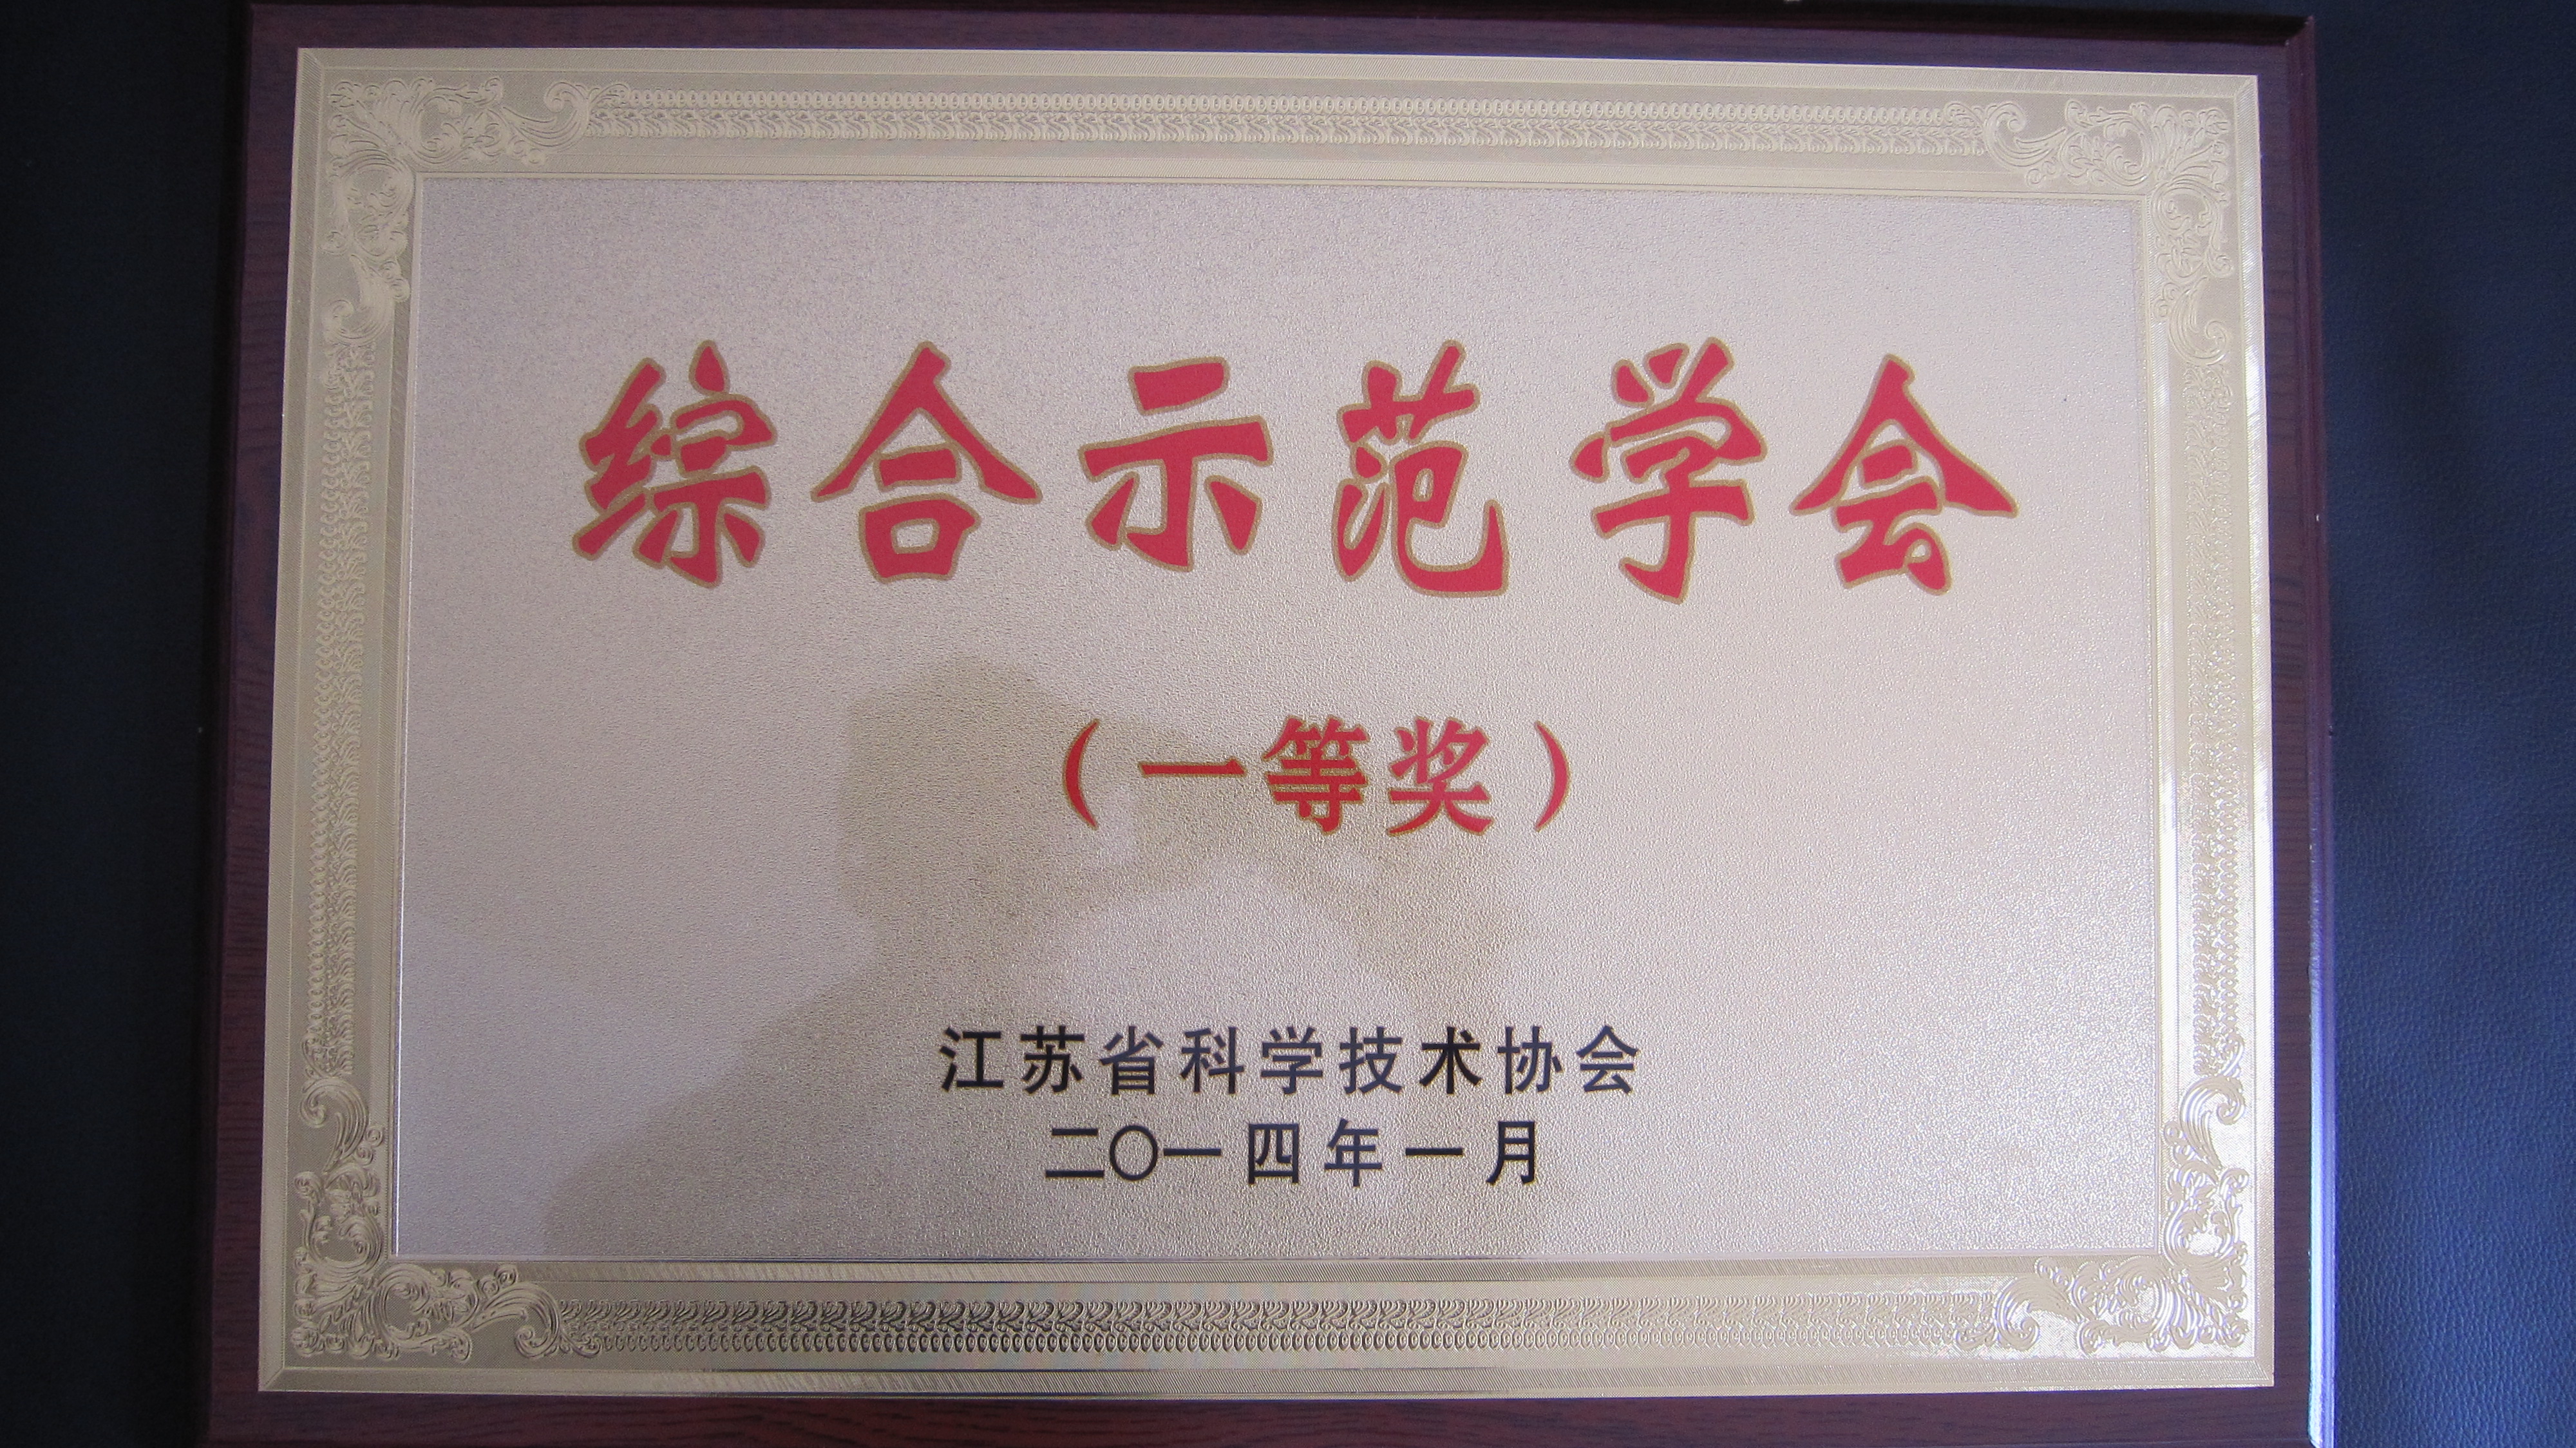 综合示范学会
（一等奖）
江苏省科学技术协会
二〇一四年一月